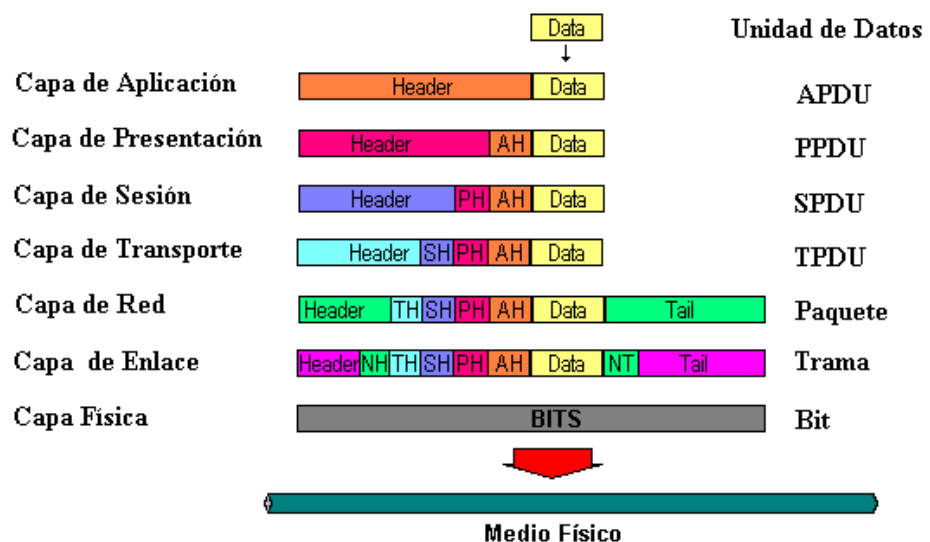 Data Unidad de Datos
Capa de Aplicación Header Data APDU
Capa de Presentación Header AH Data PPDU
Capa de Sesión Header PH AH Data SPDU
Capa de Transporte Header SH PH AH Data TPDU
Capa de Red Header TH SH PH AH Data Tail Paquete
Capa de Enlace Header NH TH SH PH AH Data NT Tail Trama
Capa Física BITS Bit
Medio Físico